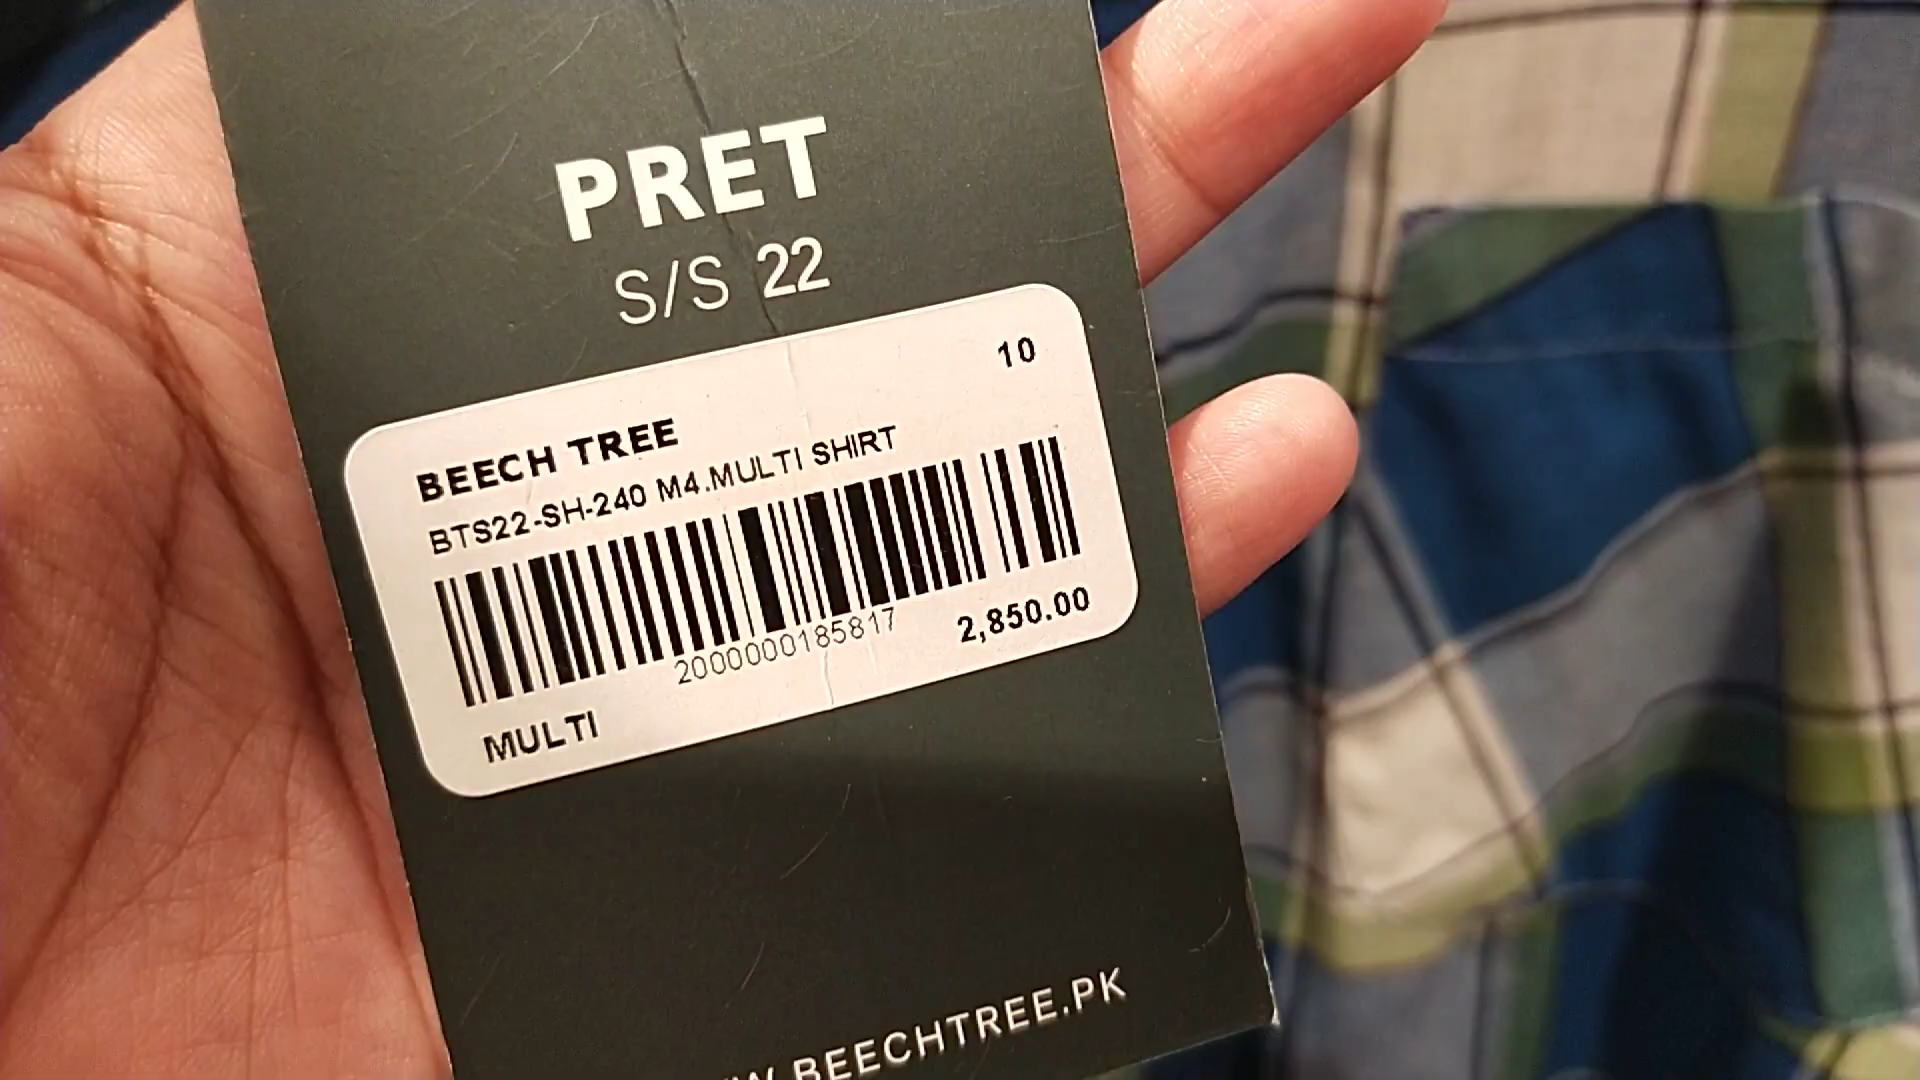 PRET
S/S 22
10
BEECH TREE
BTS22-SH-240 M4.MULTI SHIRT
2000000185817
2,850.00
MULTI
W.BEECHTREE.PK